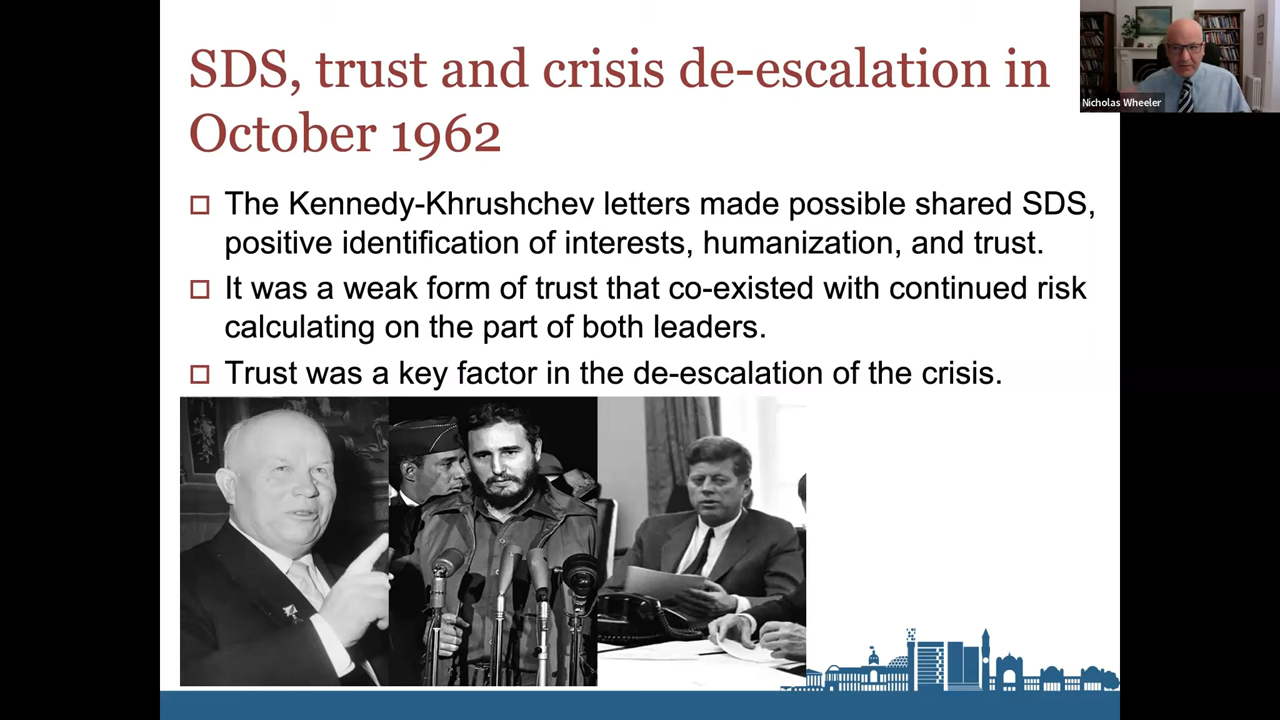 SDS, trust and crisis de-escalation in
October 1962
Nicholas Wheeler
The Kennedy-Khrushchev letters made possible shared SDS,
positive identification of interests, humanization, and trust.
It was a weak form of trust that co-existed with continued risk
calculating on the part of both leaders.
Trust was a key factor in the de-escalation of the crisis.